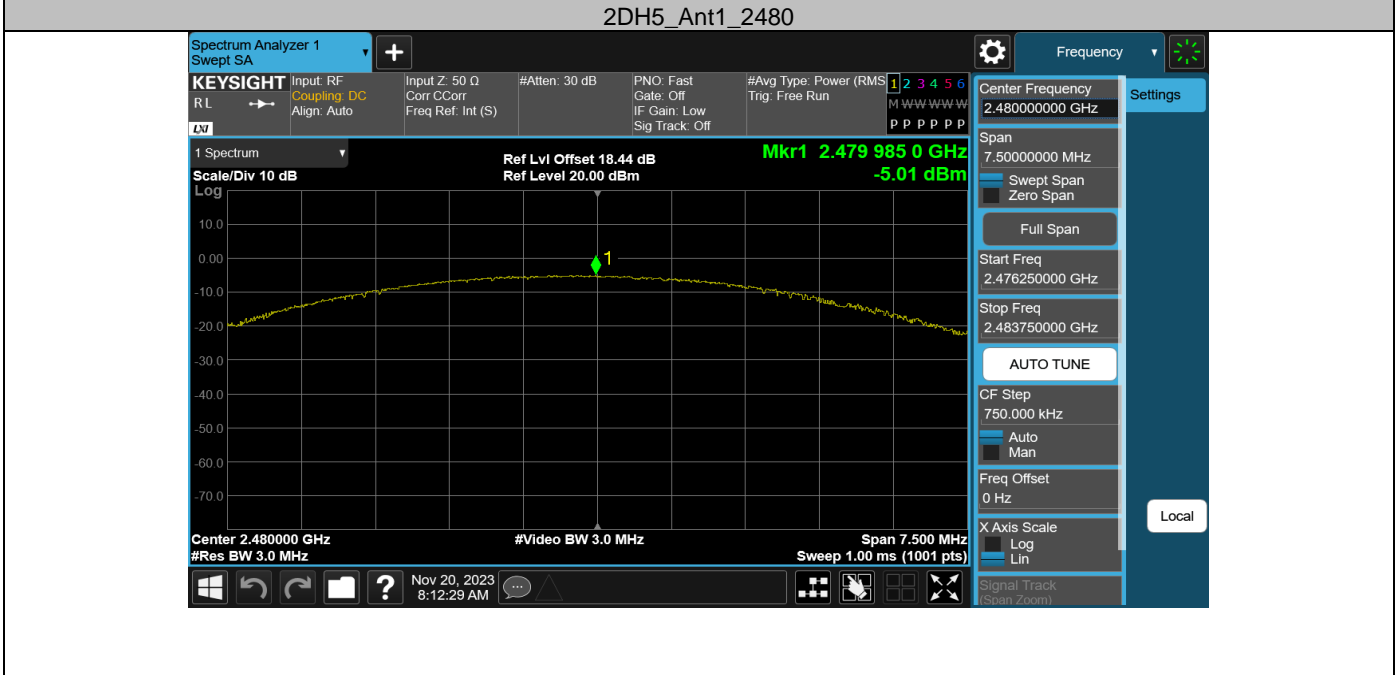 2DH5_Ant1_2480
Spectrum Analyzer 1
Swept SA
Frequency
KEYSIGHT
RL
LXI
Input: RF
Coupling: DC
Align: Auto
Input Z: 50 Ω
Corr CCorr
Freq Ref: Int (S)
#Atten: 30 dB
PNO: Fast
Gate: Off
IF Gain: Low
Sig Track: Off
#Avg Type: Power (RMS
Trig: Free Run
1 2 3 4 5 6
M W W W W W
P P P P P P
1 Spectrum
Scale/Div 10 dB
Log
Ref Lvl Offset 18.44 dB
Ref Level 20.00 dBm
Mkr1 2.479 985 0 GHz
-5.01 dBm
1
10.0
0.00
-10.0
-20.0
-30.0
-40.0
-50.0
-60.0
-70.0
Center 2.480000 GHz
#Res BW 3.0 MHz
#Video BW 3.0 MHz
Span 7.500 MHz
Sweep 1.00 ms (1001 pts)
Nov 20, 2023
8:12:29 AM
Center Frequency
2.480000000 GHz
Settings
Span
7.50000000 MHz
Swept Span
Zero Span
Full Span
Start Freq
2.476250000 GHz
Stop Freq
2.483750000 GHz
AUTO TUNE
CF Step
750.000 kHz
Auto
Man
Freq Offset
0 Hz
X Axis Scale
Log
Lin
Local
Signal Track
(Span Zoom)